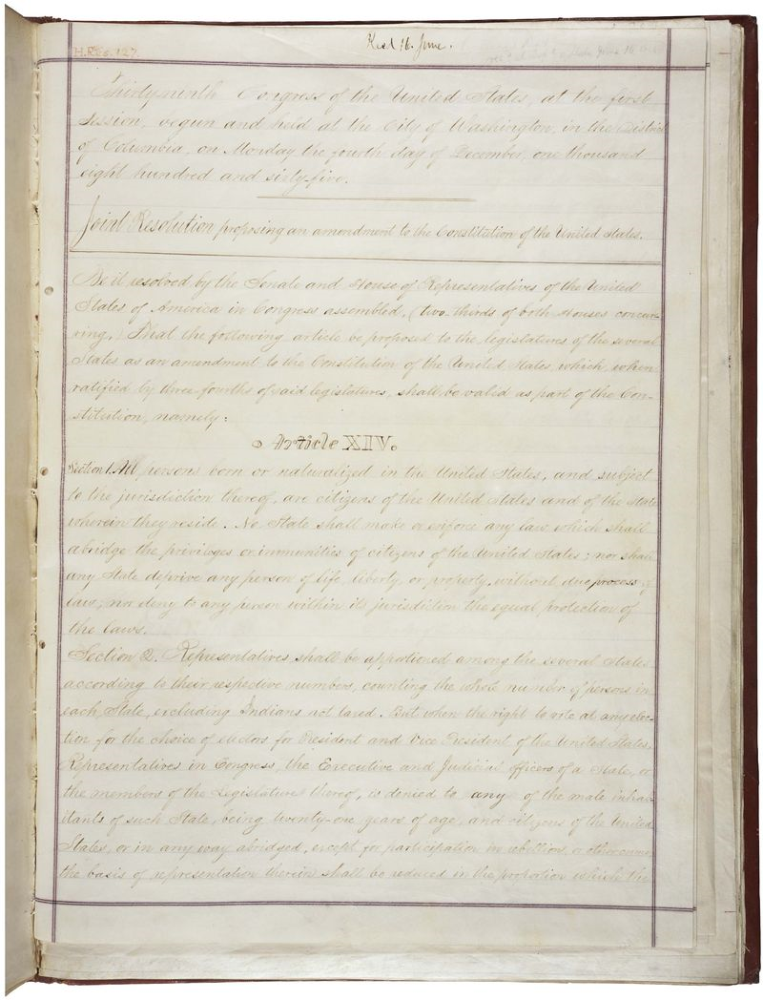 H.Res. 127.
Recd 16. June.
Thirty-ninth Congress of the United States, at the first
session, begun and held at the City of Washington, in the District
of Columbia, on Monday the fourth day of December, one thousand
eight hundred and sixty-five.
Joint Resolution proposing an amendment to the Constitution of the United States.
Be it resolved by the Senate and House of Representatives of the United
States of America in Congress assembled, (two-thirds of both Houses concur-
ring,) That the following article be proposed to the legislatures of the several
States as an amendment to the Constitution of the United States, which, when
ratified by three-fourths of said legislatures, shall be valid as part of the Con-
stitution, namely:
Article XIV.
Section 1. All persons born or naturalized in the United States, and subject
to the jurisdiction thereof, are citizens of the United States and of the State
wherein they reside. No State shall make or enforce any law which shall
abridge the privileges or immunities of citizens of the United States; nor shall
any State deprive any person of life, liberty, or property, without due process of
law; nor deny to any person within its jurisdiction the equal protection of
the laws.
Section 2. Representatives shall be apportioned among the several States
according to their respective numbers, counting the whole number of persons in
each State, excluding Indians not taxed. But when the right to vote at any elec-
tion for the choice of electors for President and Vice President of the United States,
Representatives in Congress, the Executive and Judicial officers of a State, or
the members of the Legislature thereof, is denied to any of the male inhab-
itants of such State, being twenty-one years of age, and citizens of the United
States, or in any way abridged, except for participation in rebellion, or other crime,
the basis of representation therein shall be reduced in the proportion which the